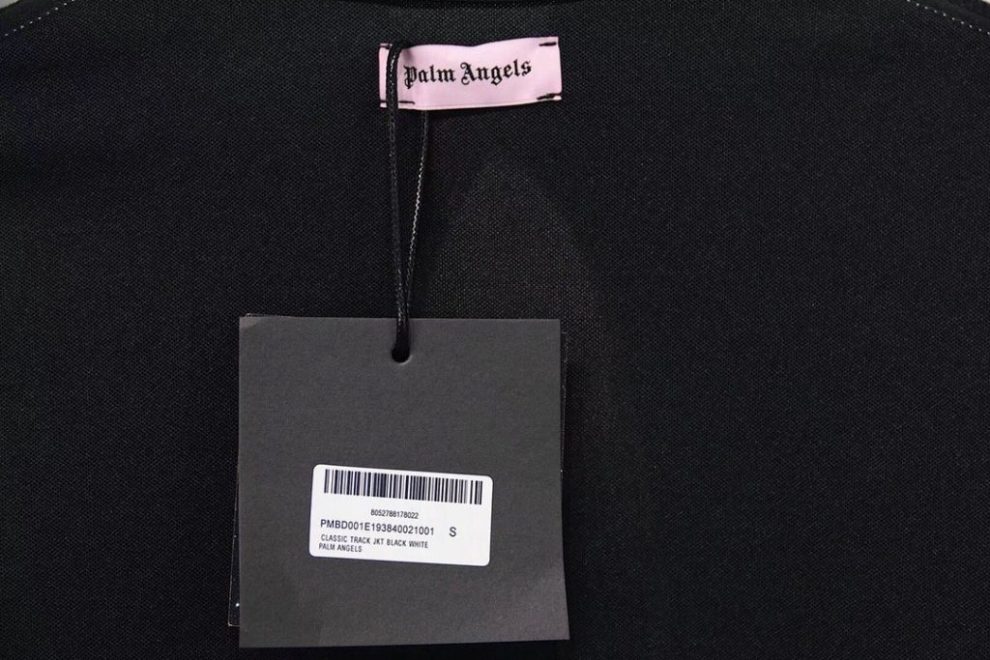 Palm Angels
8052788178022
PMBD001E193840021001 S
CLASSIC TRACK JKT BLACK WHITE
PALM ANGELS